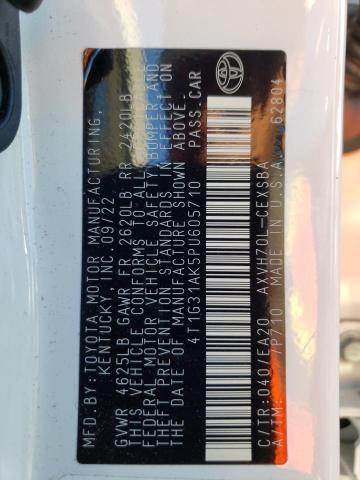 MFD.BY:TOYOTA MOTOR MANUFACTURING,
KENTUCKY, INC. 09/22
GVWR 4625LB GAWR FR 2620LB RR 2420LB
THIS VEHICLE CONFORMS TO ALL
FEDERAL MOTOR VEHICLE SAFETY,BUMPER,AND
THEFT PREVENTION STANDARDS IN EFFECT ON
THE DATE OF MANUFACTURE SHOWN ABOVE.
4T1G31AK5PU605710 PASS.CAR
C/TR:040/EA20 AXVH70L-CEXSBA
A/TM: /P710 MADE IN U.S.A. 62804
TOYOTA